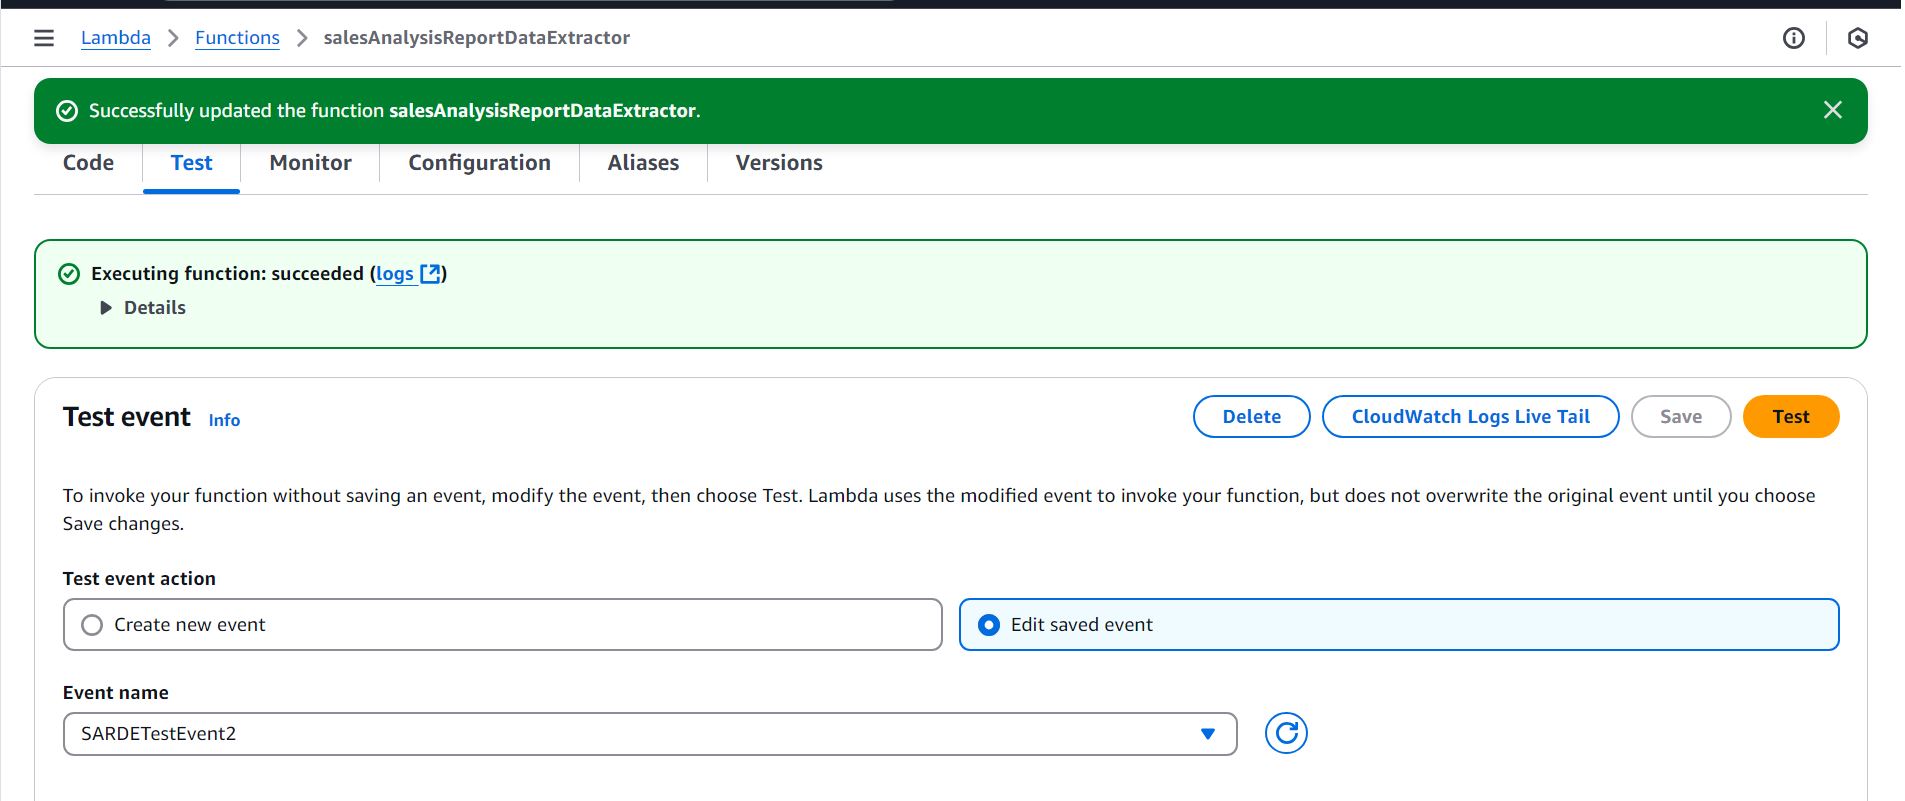 Lambda > Functions > salesAnalysisReportDataExtractor
Successfully updated the function salesAnalysisReportDataExtractor.
Code Test Monitor Configuration Aliases Versions
Executing function: succeeded (logs)
Details
Test event Info Delete CloudWatch Logs Live Tail Save Test
To invoke your function without saving an event, modify the event, then choose Test. Lambda uses the modified event to invoke your function, but does not overwrite the original event until you choose
Save changes.
Test event action
Create new event Edit saved event
Event name
SARDETestEvent2